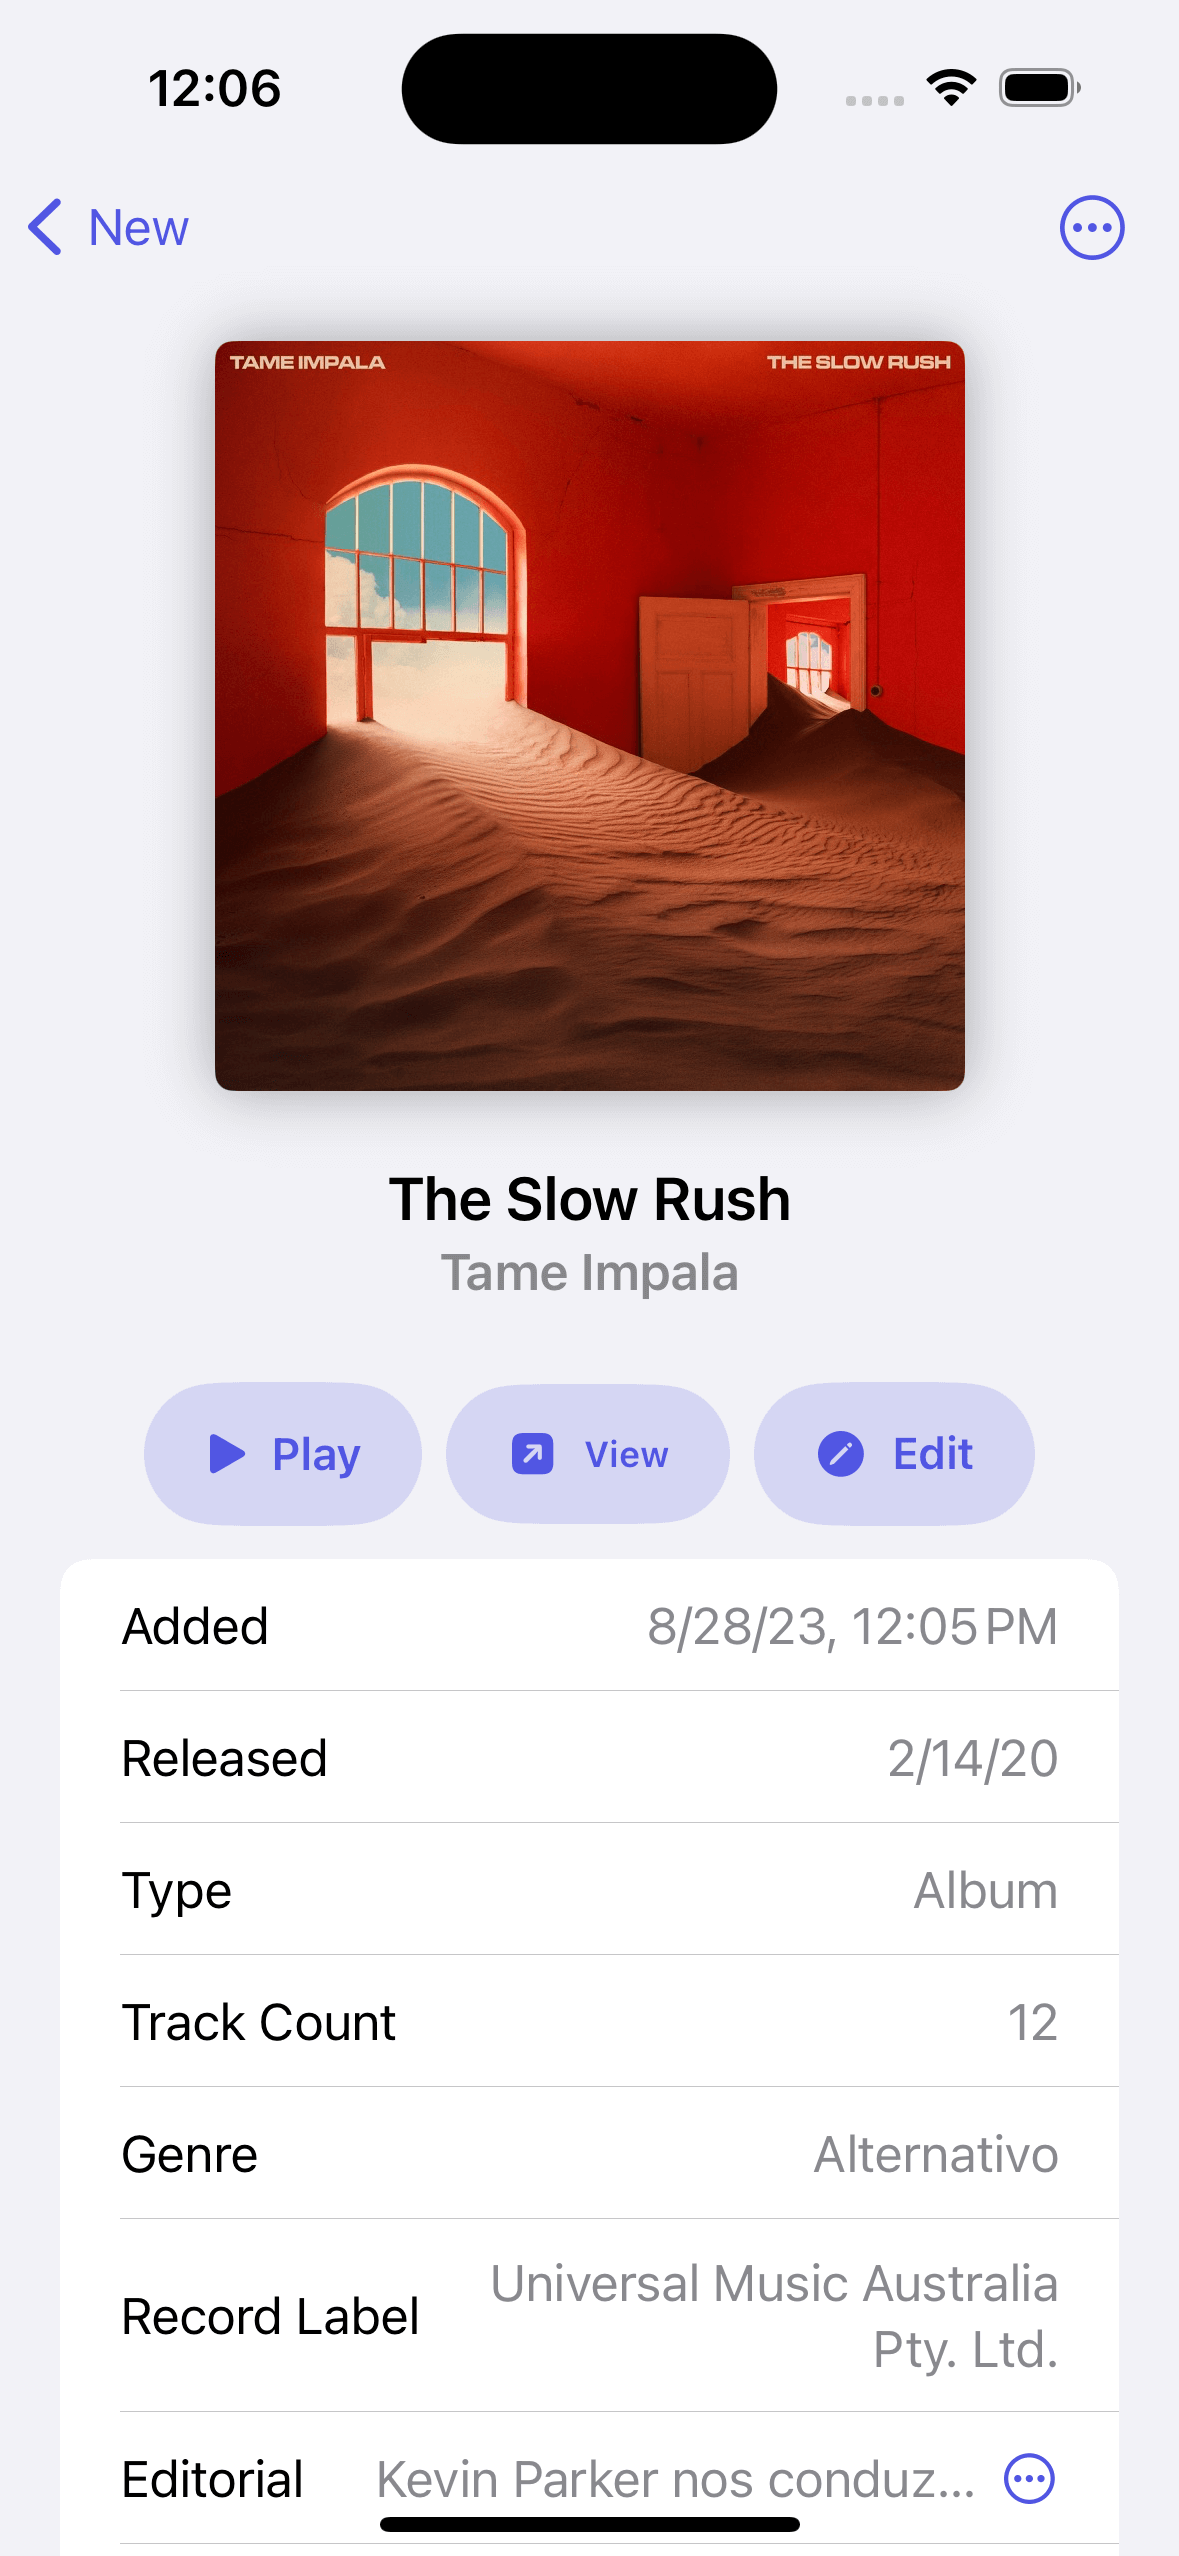 12:06
New
TAME IMPALA
THE SLOW RUSH
The Slow Rush
Tame Impala
Play
View
Edit
Added 8/28/23, 12:05 PM
Released 2/14/20
Type Album
Track Count 12
Genre Alternativo
Record Label Universal Music Australia
Pty. Ltd.
Editorial Kevin Parker nos conduz...